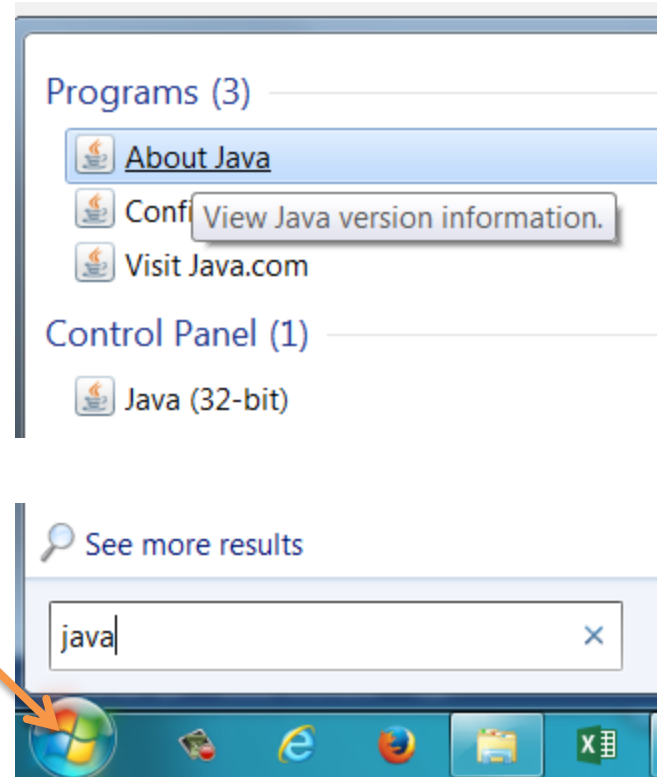 Programs (3)
About Java
Confi
View Java version information.
Visit Java.com
Control Panel (1)
Java (32-bit)
See more results
java